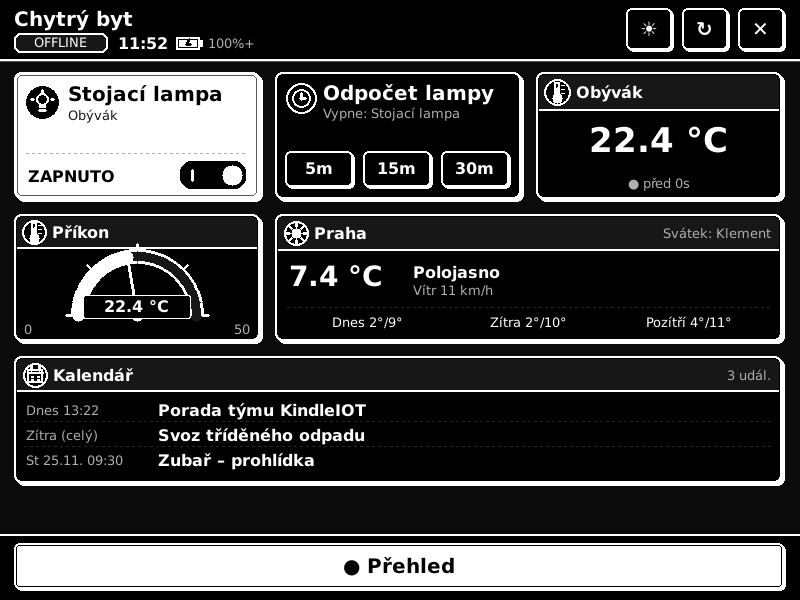 Chytrý byt
OFFLINE 11:52 100%+
Stojací lampa
Obývák
ZAPNUTO
Odpočet lampy
Vypne: Stojací lampa
5m 15m 30m
Obývák
22.4 °C
● před 0s
Příkon
22.4 °C
0 50
Praha Svátek: Klement
7.4 °C Polojasno
Vítr 11 km/h
Dnes 2°/9° Zítra 2°/10° Pozítří 4°/11°
Kalendář 3 udál.
Dnes 13:22 Porada týmu KindleIOT
Zítra (celý) Svoz tříděného odpadu
St 25.11. 09:30 Zubař – prohlídka
● Přehled